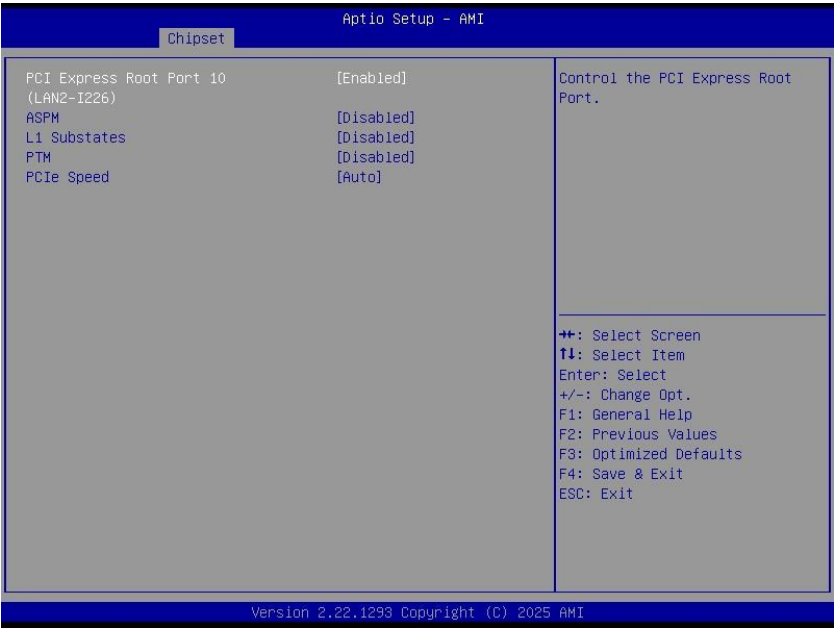 Aptio Setup – AMI
Chipset
PCI Express Root Port 10 [Enabled]
(LAN2-I226)
ASPM [Disabled]
L1 Substates [Disabled]
PTM [Disabled]
PCIe Speed [Auto]
Control the PCI Express Root
Port.
→←: Select Screen
↑↓: Select Item
Enter: Select
+/-: Change Opt.
F1: General Help
F2: Previous Values
F3: Optimized Defaults
F4: Save & Exit
ESC: Exit
Version 2.22.1293 Copyright (C) 2025 AMI